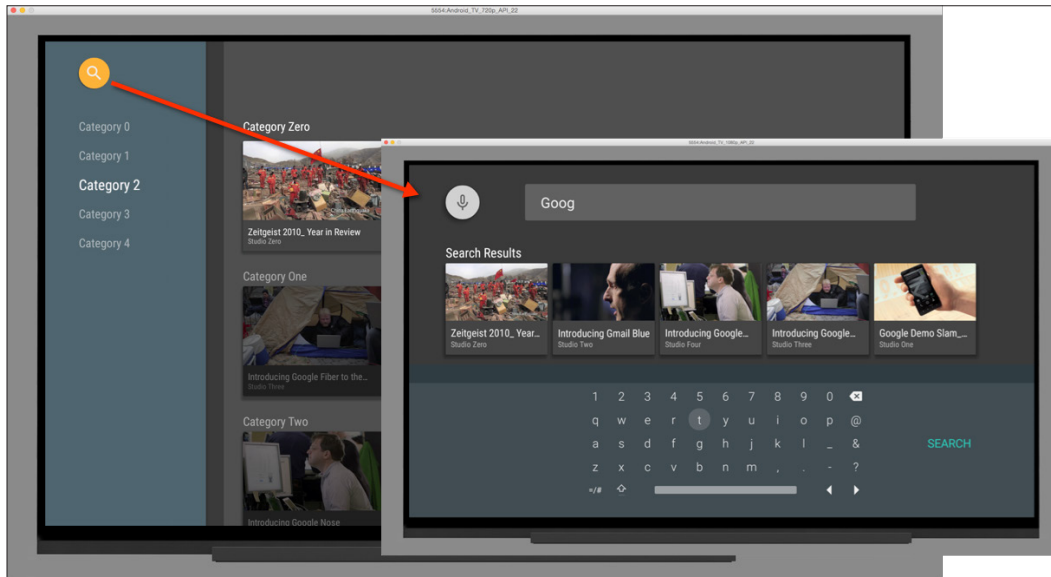 5554:Android_TV_720p_API_22
Category 0
Category 1
Category 2
Category 3
Category 4
Category Zero
Zeitgeist 2010_ Year in Review
Studio Zero
Category One
Introducing Google Fiber to the...
Studio Three
Category Two
Introducing Google Nose
5554:Android_TV_1080p_API_22
Goog
Search Results
Zeitgeist 2010_ Year...
Studio Zero
Introducing Gmail Blue
Studio Two
Introducing Google...
Studio Four
Introducing Google...
Studio Three
Google Demo Slam_...
Studio One
1 2 3 4 5 6 7 8 9 0
q w e r t y u i o p @
a s d f g h j k l _ &
SEARCH
z x c v b n m , . - ?
=/#